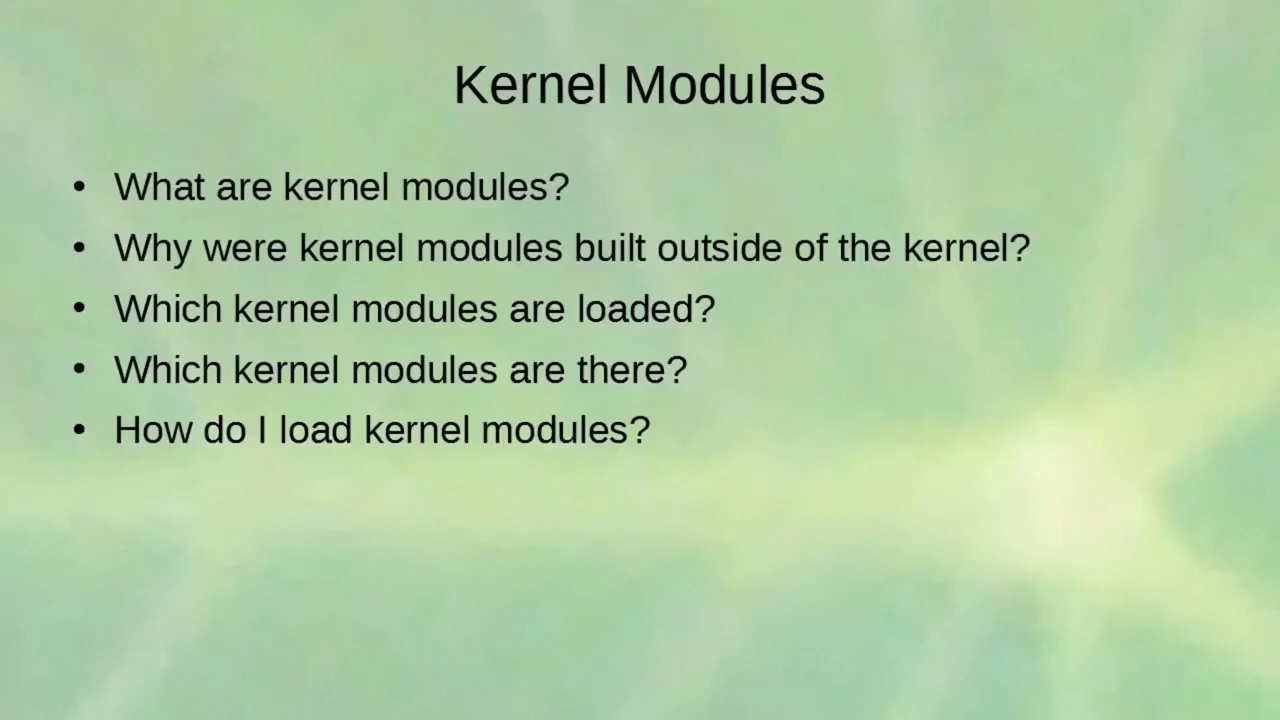 Kernel Modules
• What are kernel modules?
• Why were kernel modules built outside of the kernel?
• Which kernel modules are loaded?
• Which kernel modules are there?
• How do I load kernel modules?